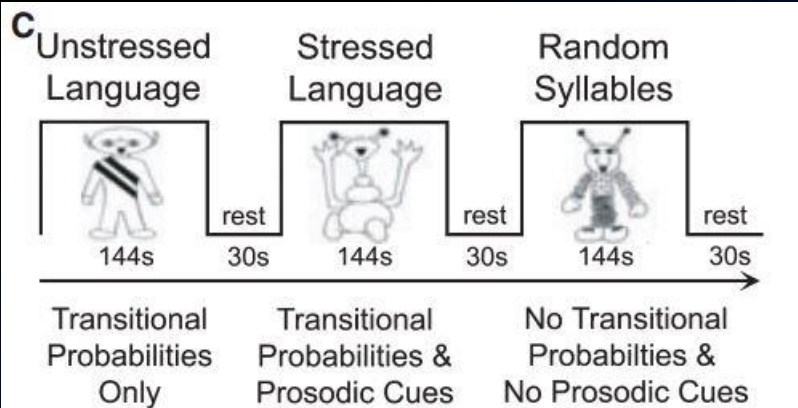 C
Unstressed Stressed Random
Language Language Syllables
rest rest rest
144s 30s 144s 30s 144s 30s
Transitional Transitional No Transitional
Probabilities Probabilities & Probabilties &
Only Prosodic Cues No Prosodic Cues